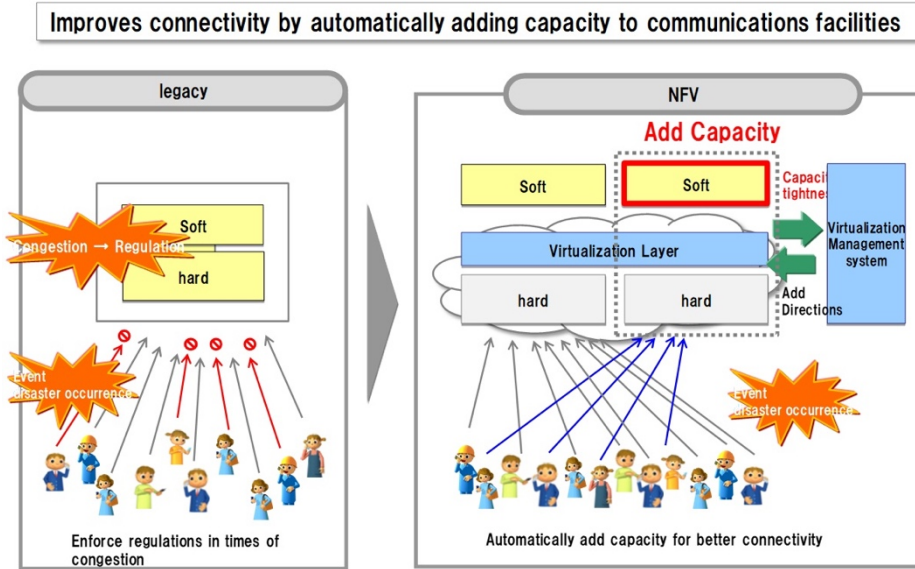 Improves connectivity by automatically adding capacity to communications facilities
legacy
Soft
Congestion → Regulation
hard
Event
disaster occurrence
Enforce regulations in times of
congestion
NFV
Add Capacity
Soft
Soft
Capacit
tightnes
Virtualization Layer
Virtualization
Management
system
hard
hard
Add
Directions
Event
disaster occurrence
Automatically add capacity for better connectivity